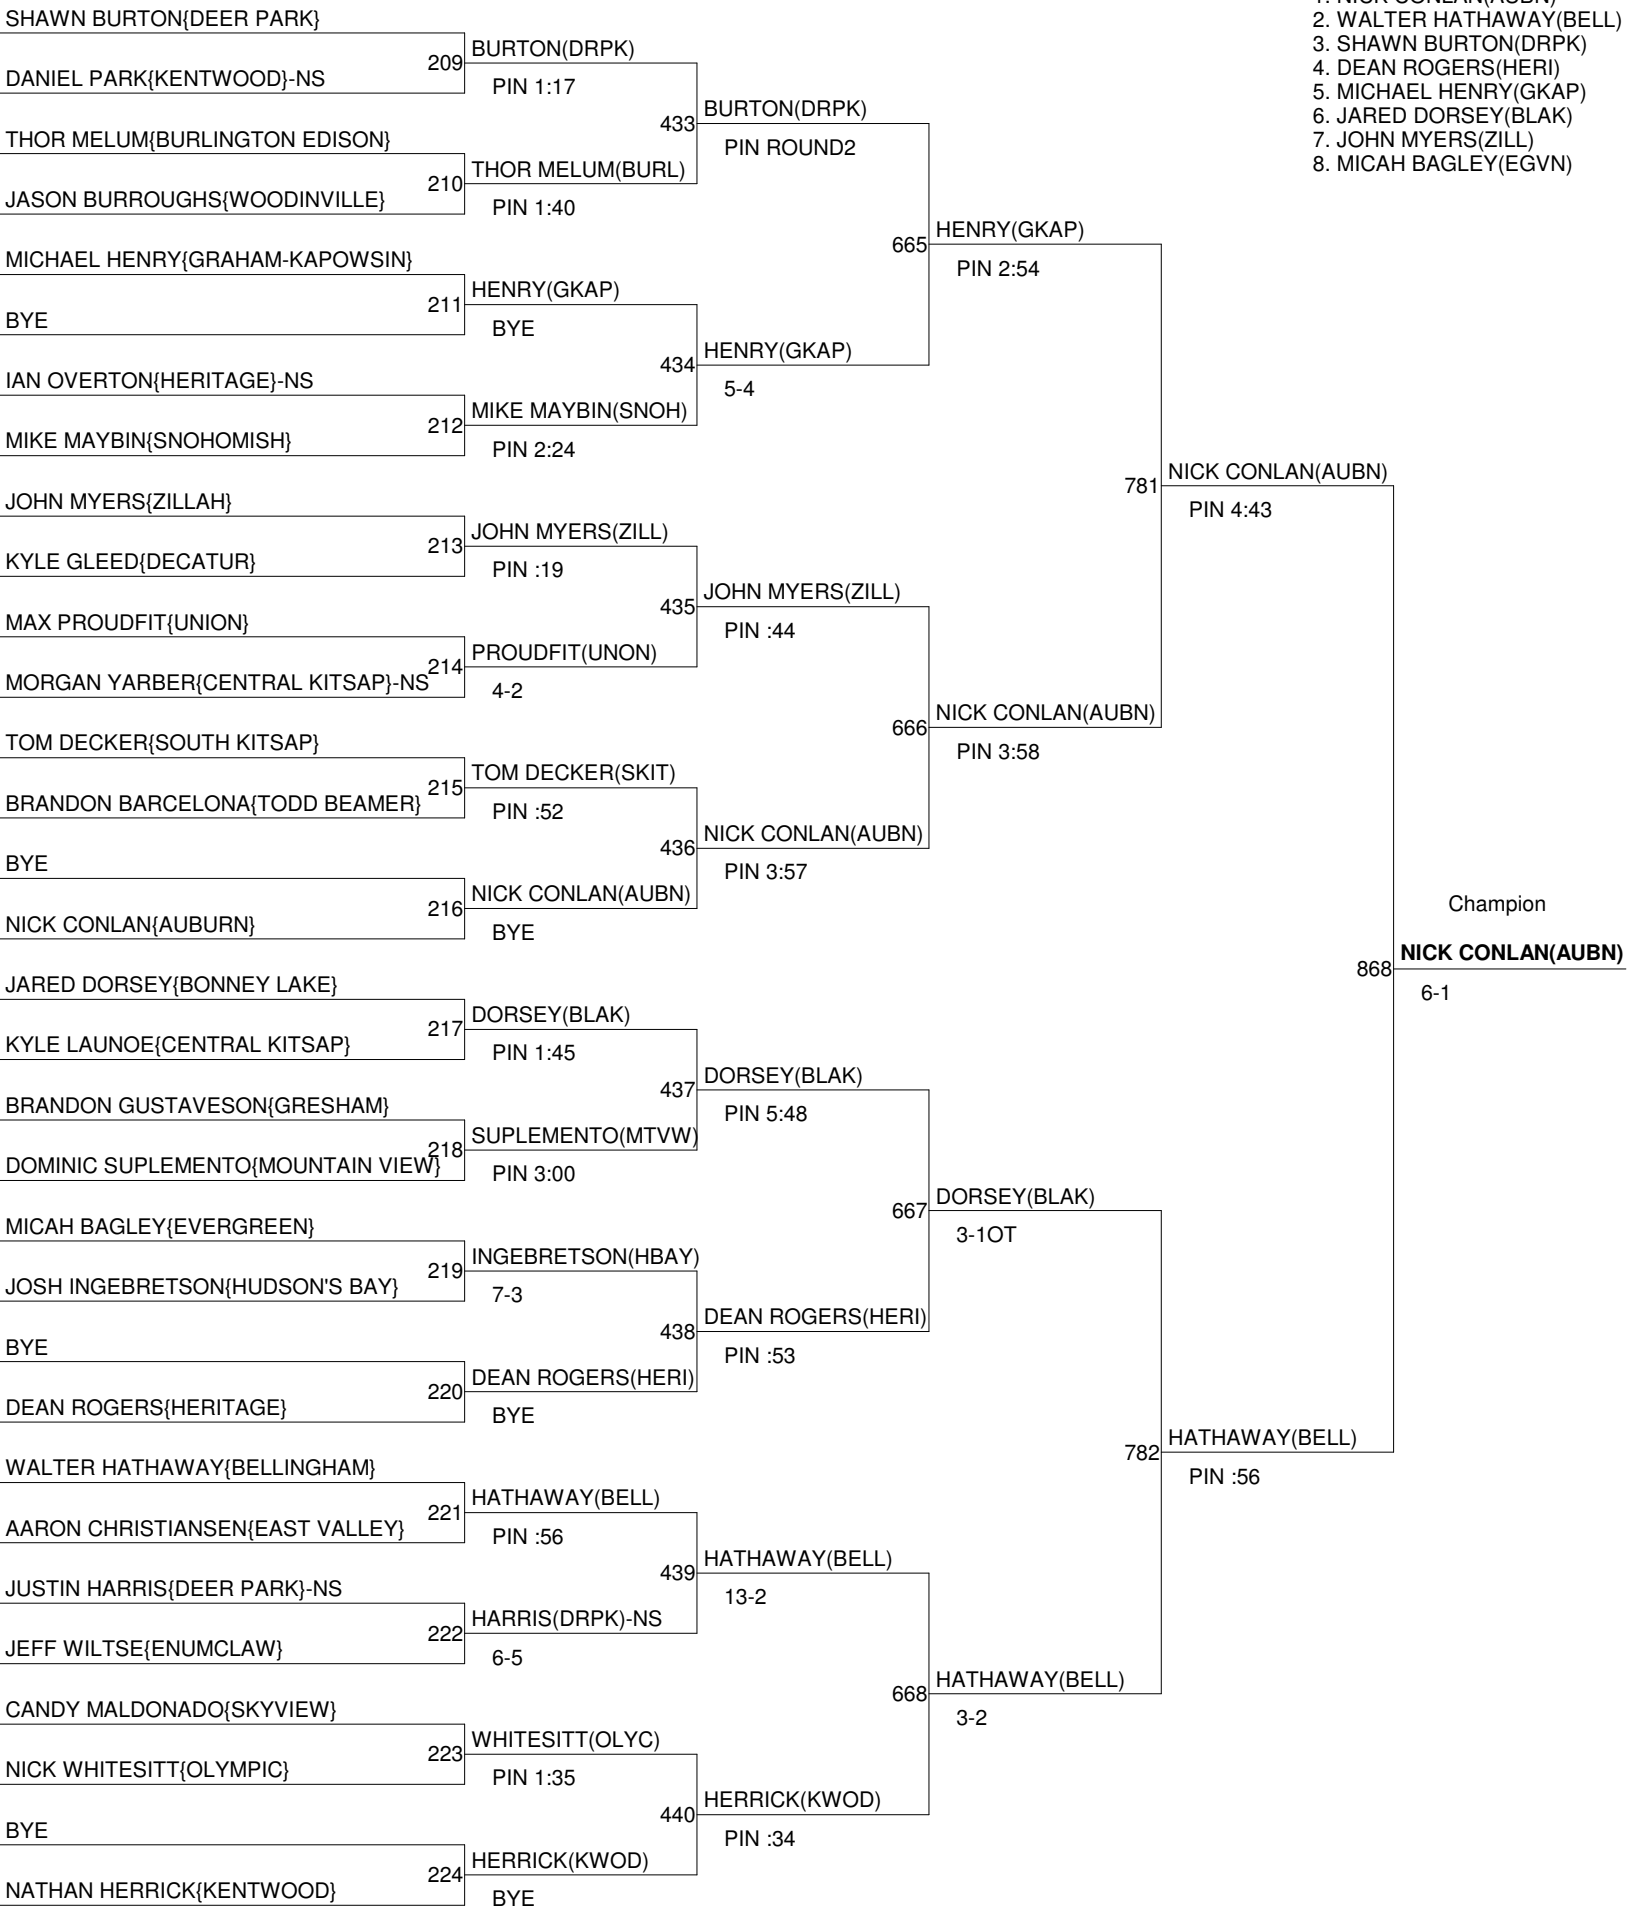 1. NICK CONLAN(AUBN)
2. WALTER HATHAWAY(BELL)
3. SHAWN BURTON(DRPK)
4. DEAN ROGERS(HERI)
5. MICHAEL HENRY(GKAP)
6. JARED DORSEY(BLAK)
7. JOHN MYERS(ZILL)
8. MICAH BAGLEY(EGVN)
SHAWN BURTON{DEER PARK}
DANIEL PARK{KENTWOOD}-NS
THOR MELUM{BURLINGTON EDISON}
JASON BURROUGHS{WOODINVILLE}
MICHAEL HENRY{GRAHAM-KAPOWSIN}
BYE
IAN OVERTON{HERITAGE}-NS
MIKE MAYBIN{SNOHOMISH}
JOHN MYERS{ZILLAH}
KYLE GLEED{DECATUR}
MAX PROUDFIT{UNION}
MORGAN YARBER{CENTRAL KITSAP}-NS
TOM DECKER{SOUTH KITSAP}
BRANDON BARCELONA{TODD BEAMER}
BYE
NICK CONLAN{AUBURN}
JARED DORSEY{BONNEY LAKE}
KYLE LAUNOE{CENTRAL KITSAP}
BRANDON GUSTAVESON{GRESHAM}
DOMINIC SUPLEMENTO{MOUNTAIN VIEW}
MICAH BAGLEY{EVERGREEN}
JOSH INGEBRETSON{HUDSON'S BAY}
BYE
DEAN ROGERS{HERITAGE}
WALTER HATHAWAY{BELLINGHAM}
AARON CHRISTIANSEN{EAST VALLEY}
JUSTIN HARRIS{DEER PARK}-NS
JEFF WILTSE{ENUMCLAW}
CANDY MALDONADO{SKYVIEW}
NICK WHITESITT{OLYMPIC}
BYE
NATHAN HERRICK{KENTWOOD}
209 BURTON(DRPK)
PIN 1:17
210 THOR MELUM(BURL)
PIN 1:40
211 HENRY(GKAP)
BYE
212 MIKE MAYBIN(SNOH)
PIN 2:24
213 JOHN MYERS(ZILL)
PIN :19
214 PROUDFIT(UNON)
4-2
215 TOM DECKER(SKIT)
PIN :52
216 NICK CONLAN(AUBN)
BYE
217 DORSEY(BLAK)
PIN 1:45
218 SUPLEMENTO(MTVW)
PIN 3:00
219 INGEBRETSON(HBAY)
7-3
220 DEAN ROGERS(HERI)
BYE
221 HATHAWAY(BELL)
PIN :56
222 HARRIS(DRPK)-NS
6-5
223 WHITESITT(OLYC)
PIN 1:35
224 HERRICK(KWOD)
BYE
433 BURTON(DRPK)
PIN ROUND2
434 HENRY(GKAP)
5-4
435 JOHN MYERS(ZILL)
PIN :44
436 NICK CONLAN(AUBN)
PIN 3:57
437 DORSEY(BLAK)
PIN 5:48
438 DEAN ROGERS(HERI)
PIN :53
439 HATHAWAY(BELL)
13-2
440 HERRICK(KWOD)
PIN :34
665 HENRY(GKAP)
PIN 2:54
666 NICK CONLAN(AUBN)
PIN 3:58
667 DORSEY(BLAK)
3-1OT
668 HATHAWAY(BELL)
3-2
781 NICK CONLAN(AUBN)
PIN 4:43
782 HATHAWAY(BELL)
PIN :56
Champion
868 NICK CONLAN(AUBN)
6-1